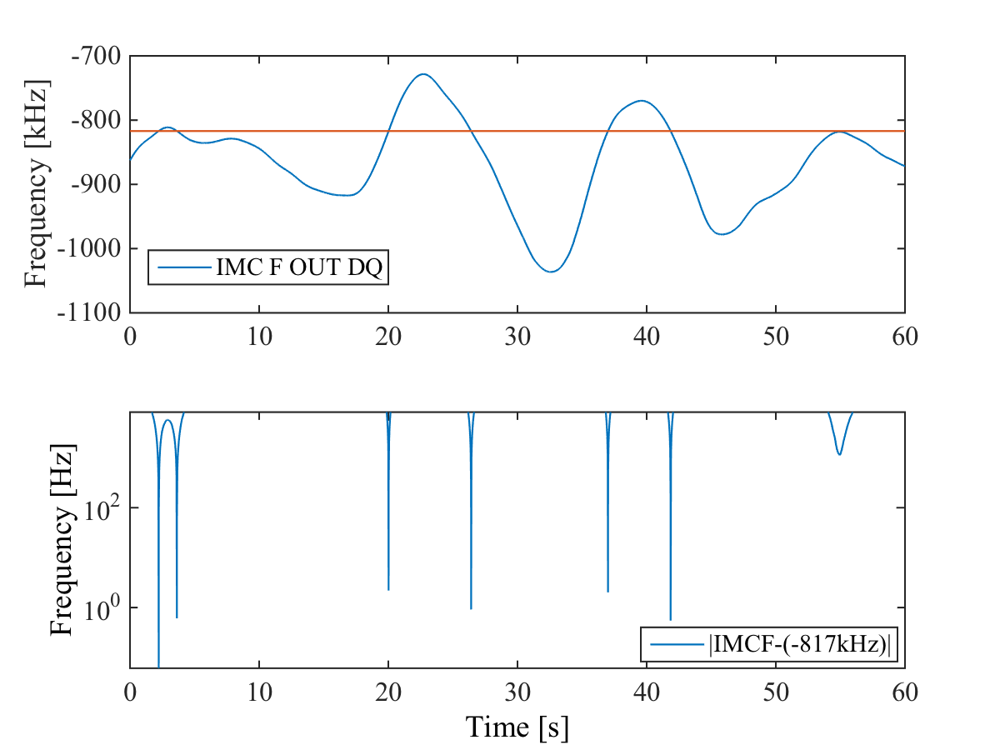 Frequency [kHz]
-700
-800
-900
-1000
-1100
IMC F OUT DQ
0 10 20 30 40 50 60
Frequency [Hz]
10^2
10^0
|IMCF-(-817kHz)|
0 10 20 30 40 50 60
Time [s]